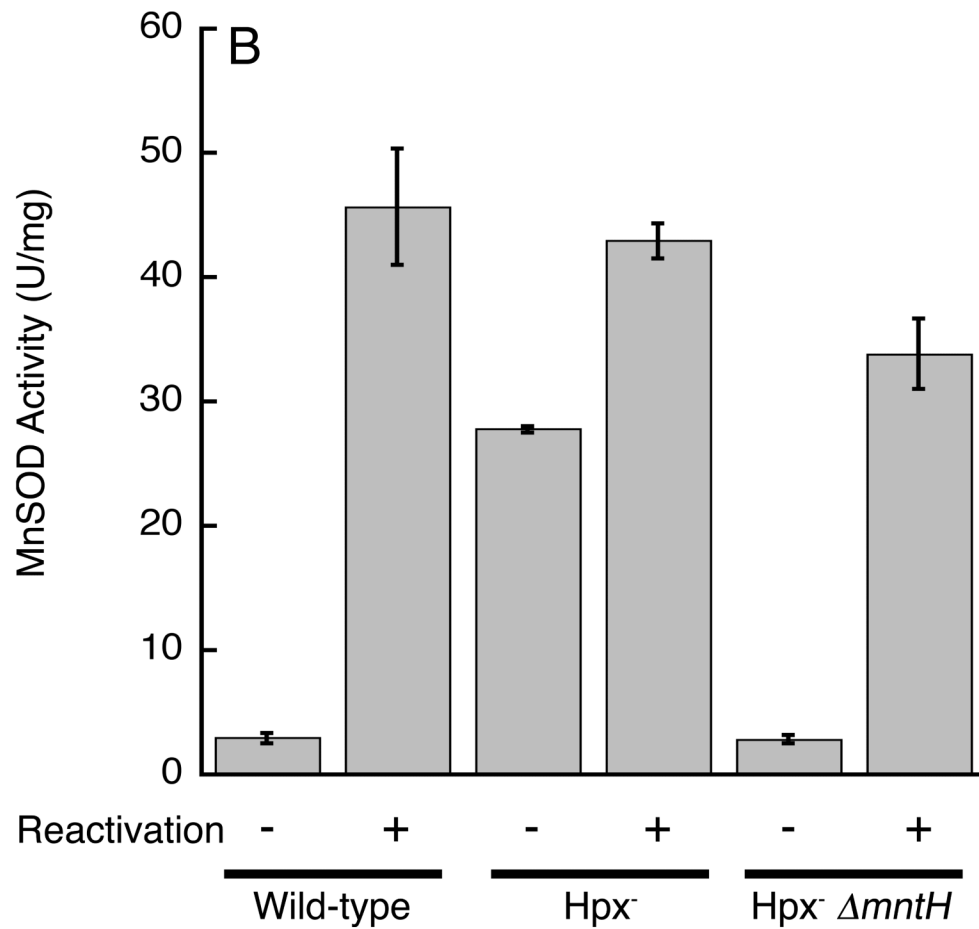 B
MnSOD Activity (U/mg)
60
50
40
30
20
10
0
Reactivation - + - + - +
Wild-type Hpx⁻ Hpx⁻ ΔmntH